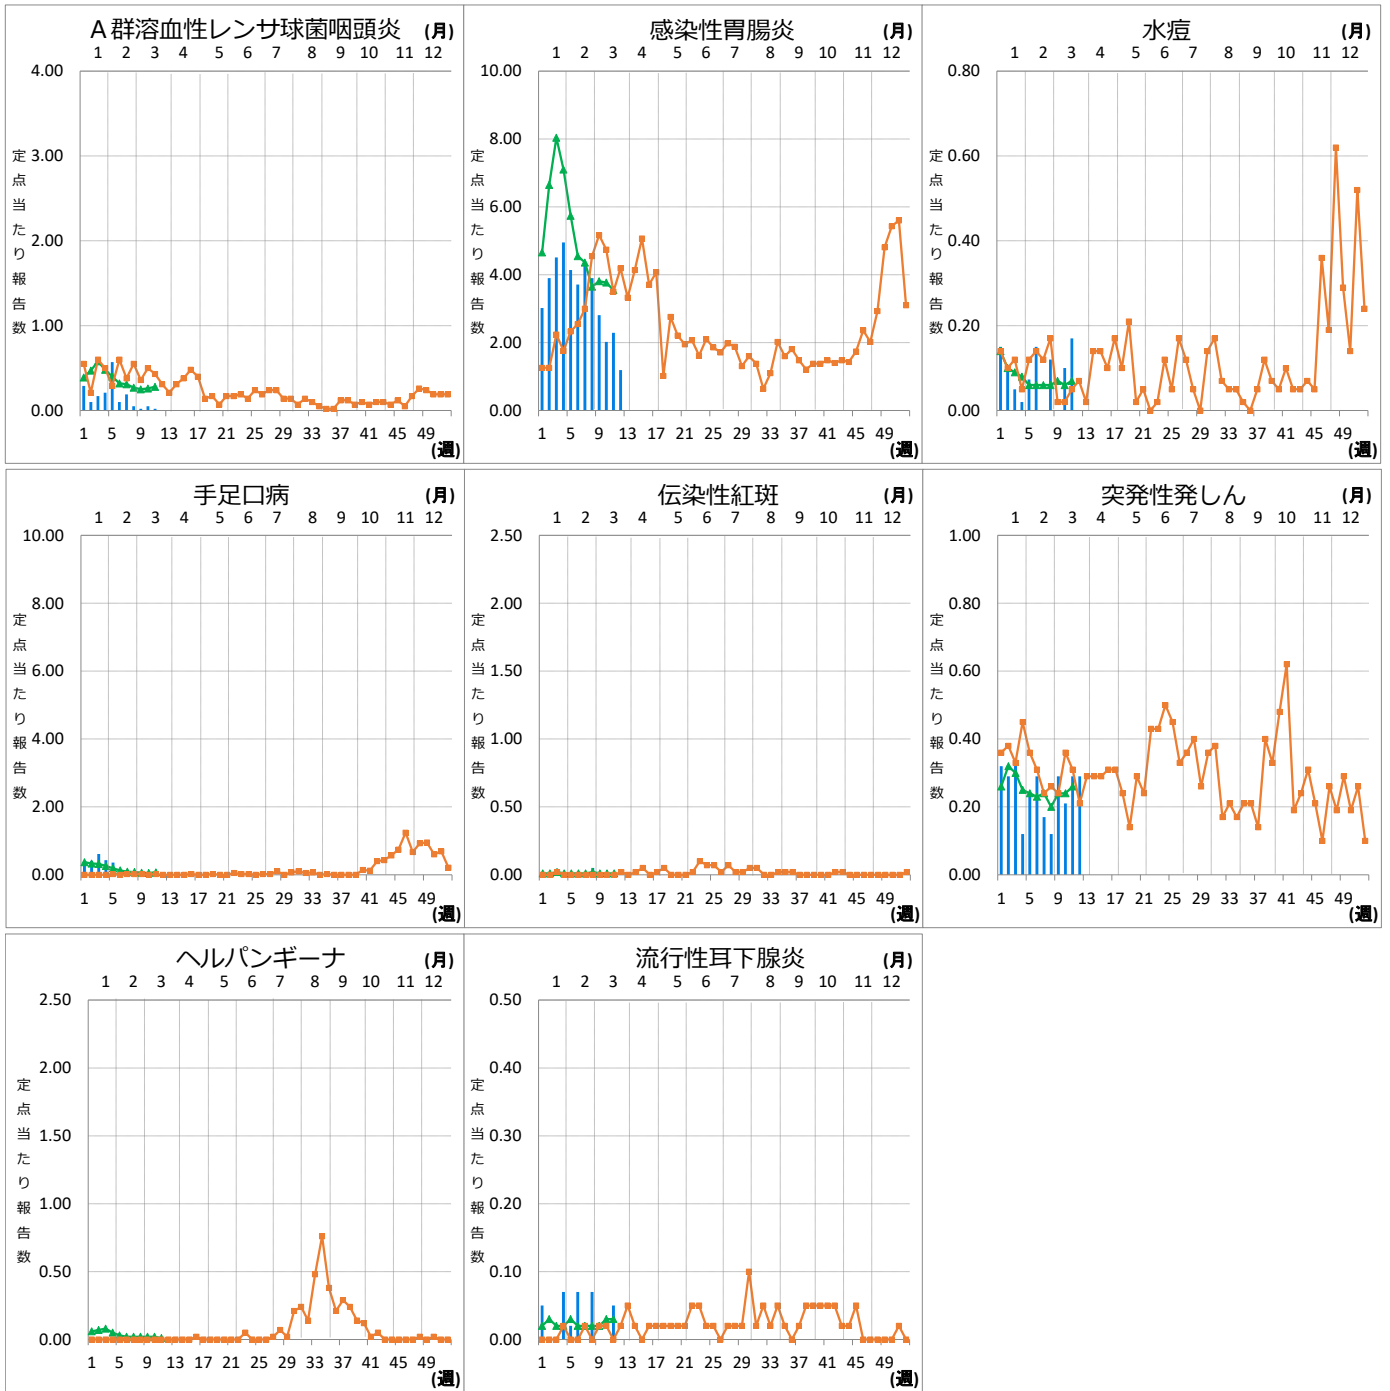 A群溶血性レンサ球菌咽頭炎 (月)
1 2 3 4 5 6 7 8 9 10 11 12
4.00
3.00
2.00
1.00
0.00
定点当たり報告数
1 5 9 13 17 21 25 29 33 37 41 45 49
(週)
感染性胃腸炎 (月)
1 2 3 4 5 6 7 8 9 10 11 12
10.00
8.00
6.00
4.00
2.00
0.00
定点当たり報告数
1 5 9 13 17 21 25 29 33 37 41 45 49
(週)
水痘 (月)
1 2 3 4 5 6 7 8 9 10 11 12
0.80
0.60
0.40
0.20
0.00
定点当たり報告数
1 5 9 13 17 21 25 29 33 37 41 45 49
(週)
手足口病 (月)
1 2 3 4 5 6 7 8 9 10 11 12
10.00
8.00
6.00
4.00
2.00
0.00
定点当たり報告数
1 5 9 13 17 21 25 29 33 37 41 45 49
(週)
伝染性紅斑 (月)
1 2 3 4 5 6 7 8 9 10 11 12
2.50
2.00
1.50
1.00
0.50
0.00
定点当たり報告数
1 5 9 13 17 21 25 29 33 37 41 45 49
(週)
突発性発しん (月)
1 2 3 4 5 6 7 8 9 10 11 12
1.00
0.80
0.60
0.40
0.20
0.00
定点当たり報告数
1 5 9 13 17 21 25 29 33 37 41 45 49
(週)
ヘルパンギーナ (月)
1 2 3 4 5 6 7 8 9 10 11 12
2.50
2.00
1.50
1.00
0.50
0.00
定点当たり報告数
1 5 9 13 17 21 25 29 33 37 41 45 49
(週)
流行性耳下腺炎 (月)
1 2 3 4 5 6 7 8 9 10 11 12
0.50
0.40
0.30
0.20
0.10
0.00
定点当たり報告数
1 5 9 13 17 21 25 29 33 37 41 45 49
(週)